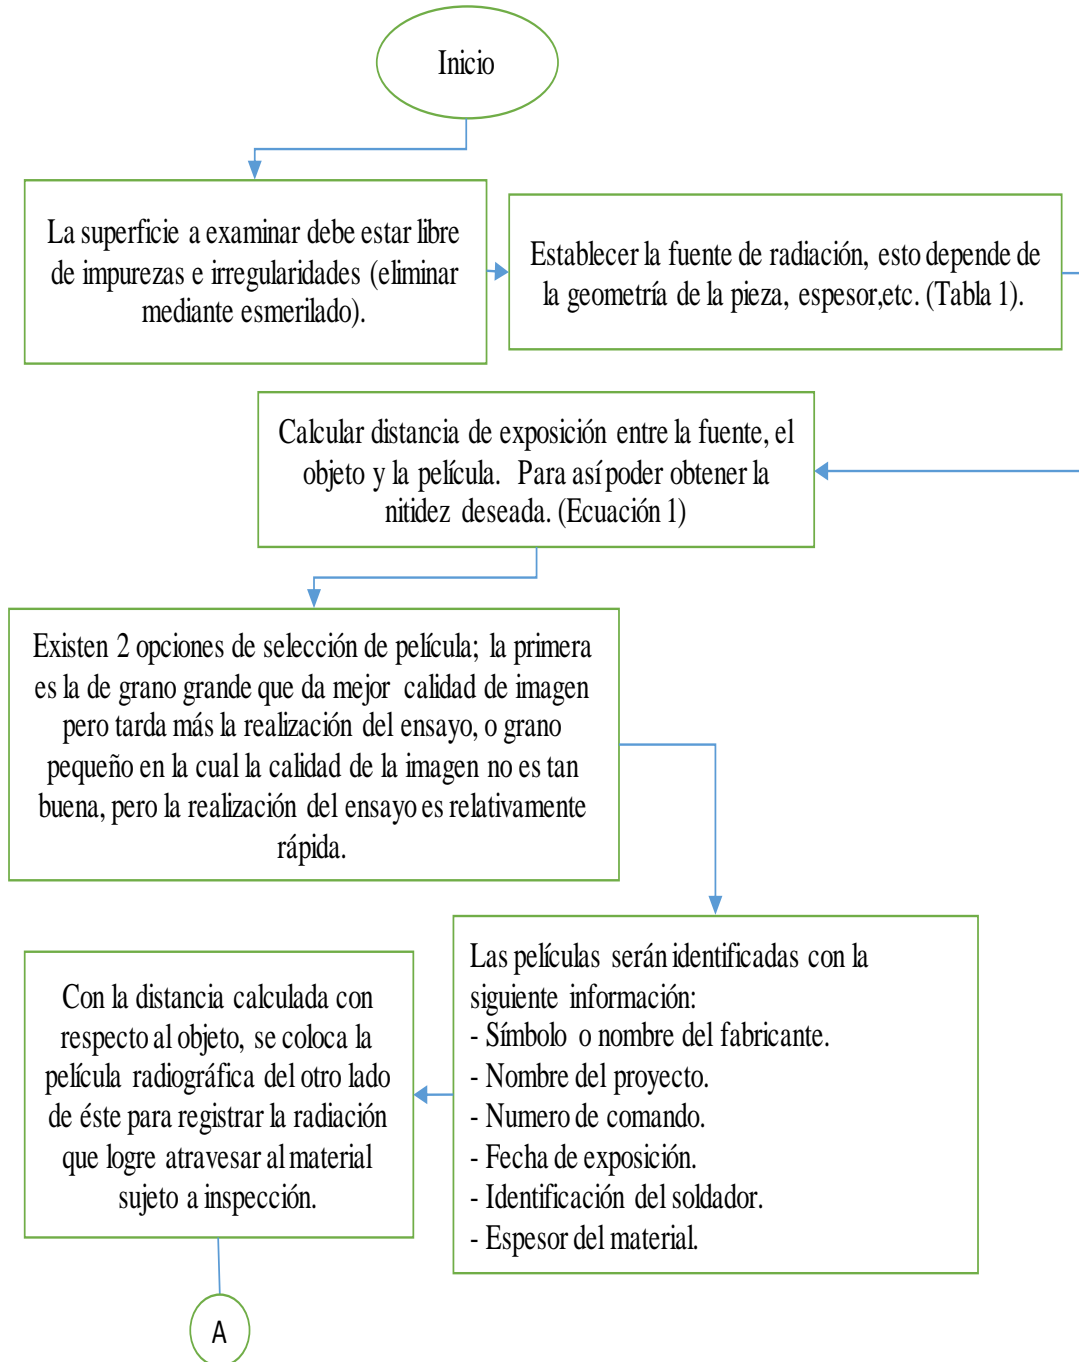 Inicio
La superficie a examinar debe estar libre
de impurezas e irregularidades (eliminar
mediante esmerilado).
Establecer la fuente de radiación, esto depende de
la geometría de la pieza, espesor,etc. (Tabla 1).
Calcular distancia de exposición entre la fuente, el
objeto y la película. Para así poder obtener la
nitidez deseada. (Ecuación 1)
Existen 2 opciones de selección de película; la primera
es la de grano grande que da mejor calidad de imagen
pero tarda más la realización del ensayo, o grano
pequeño en la cual la calidad de la imagen no es tan
buena, pero la realización del ensayo es relativamente
rápida.
Las películas serán identificadas con la
siguiente información:
- Símbolo o nombre del fabricante.
- Nombre del proyecto.
- Numero de comando.
- Fecha de exposición.
- Identificación del soldador.
- Espesor del material.
Con la distancia calculada con
respecto al objeto, se coloca la
película radiográfica del otro lado
de éste para registrar la radiación
que logre atravesar al material
sujeto a inspección.
A